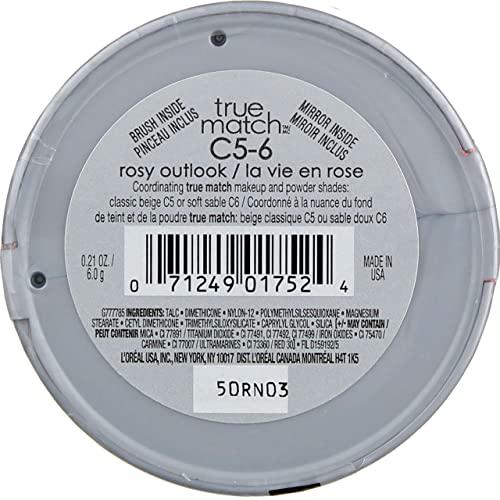 true
match™ MC
BRUSH INSIDE
PINCEAU INCLUS
MIRROR INSIDE
MIROIR INCLUS
C5-6
rosy outlook / la vie en rose
Coordinating true match makeup and powder shades:
classic beige C5 or soft sable C6 / Coordonné à la nuance du fond
de teint et de la poudre true match: beige classique C5 ou sable doux C6
0.21 OZ. /
6.0 g
MADE IN
USA
0 71249 01752 4
G777785 INGREDIENTS: TALC • DIMETHICONE • NYLON-12 • POLYMETHYLSILSESQUIOXANE • MAGNESIUM
STEARATE • CETYL DIMETHICONE • TRIMETHYLSILOXYSILICATE • CAPRYLYL GLYCOL • SILICA [+/- MAY CONTAIN /
PEUT CONTENIR MICA • CI 77891 / TITANIUM DIOXIDE • CI 77491, CI 77492, CI 77499 / IRON OXIDES • CI 75470 /
CARMINE • CI 77007 / ULTRAMARINES • CI 73360 / RED 30] • FIL D159192/5
L'ORÉAL USA, INC., NEW YORK, NY 10017 DIST. L'ORÉAL CANADA MONTRÉAL H4T 1K5
50RN03